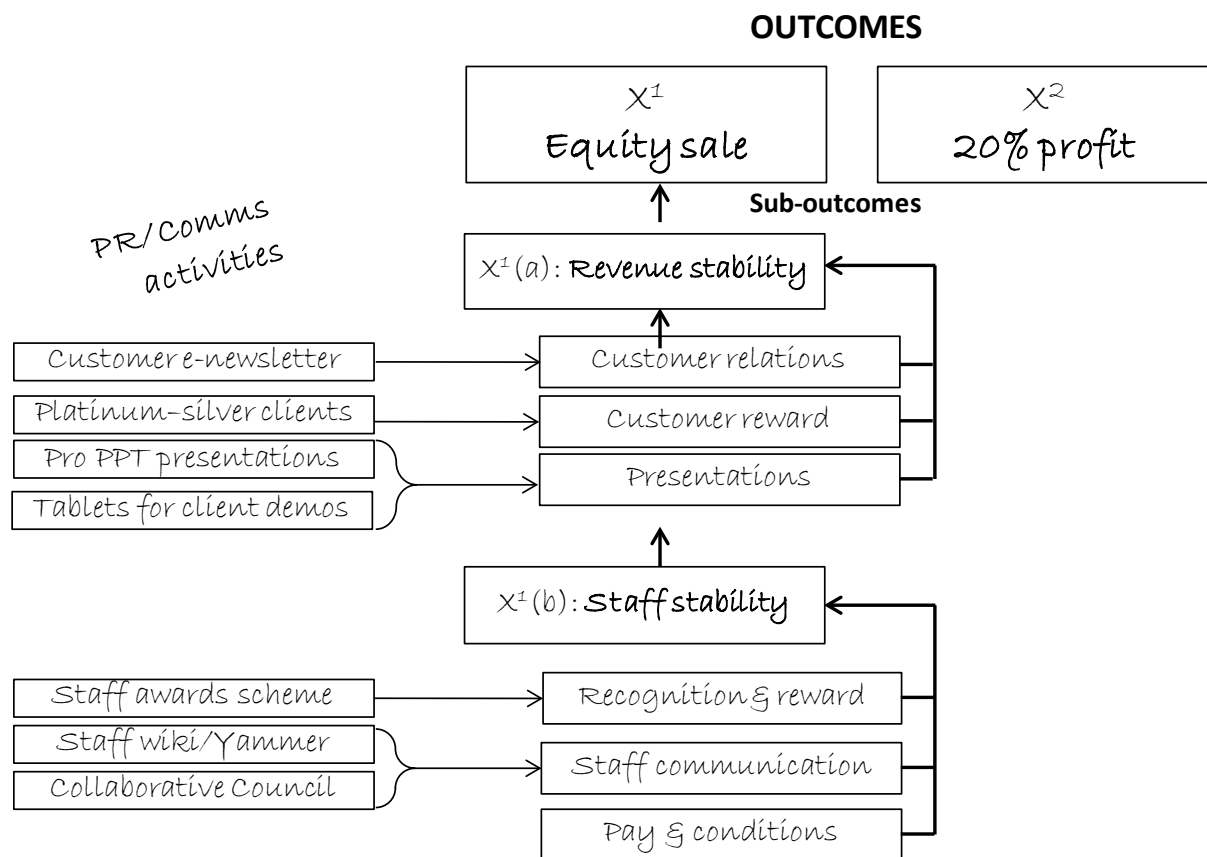 OUTCOMES
X¹
Equity sale
X²
20% profit
Sub-outcomes
PR/Comms
activities
X¹(a): Revenue stability
Customer e-newsletter
Customer relations
Platinum–silver clients
Customer reward
Pro PPT presentations
Presentations
Tablets for client demos
X¹(b): Staff stability
Staff awards scheme
Recognition & reward
Staff wiki/Yammer
Staff communication
Collaborative Council
Pay & conditions